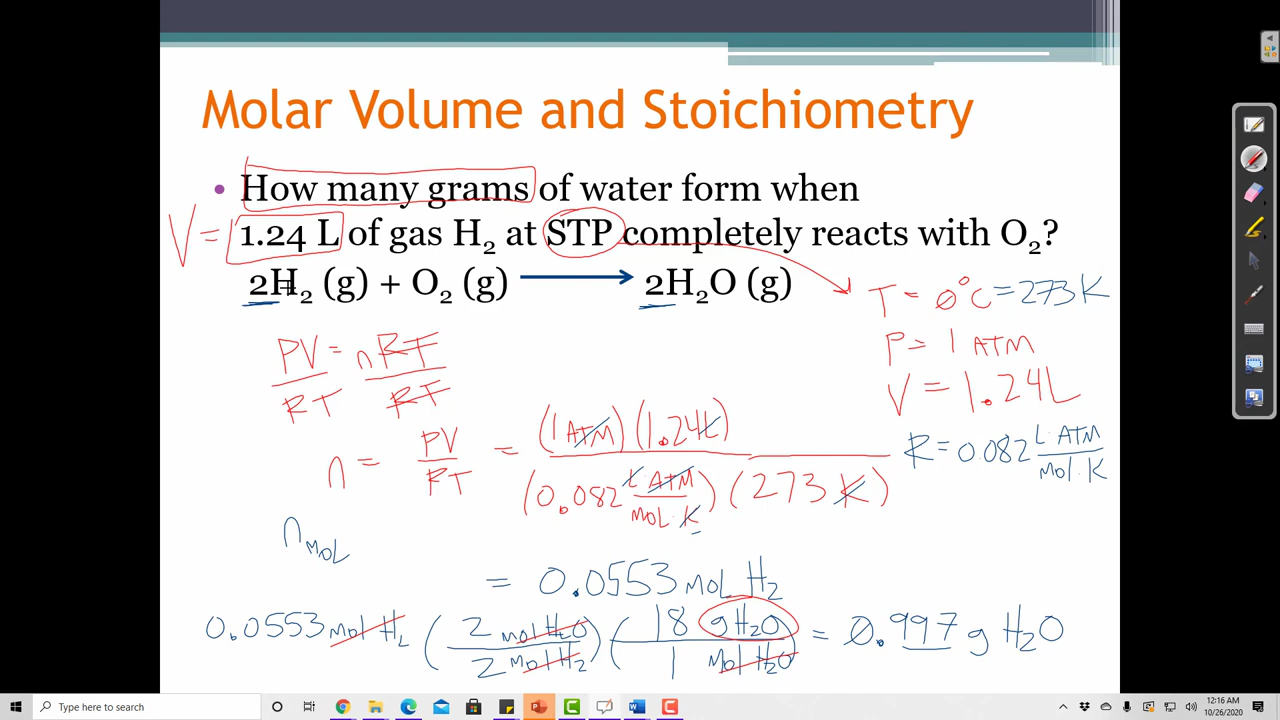 Molar Volume and Stoichiometry
• How many grams of water form when
V = 1.24 L of gas H₂ at STP completely reacts with O₂?
2H₂ (g) + O₂ (g) → 2H₂O (g)
T = 0°C = 273 K
P = 1 ATM
V = 1.24L
R = 0.082 L ATM / mol · K
PV / RT = nRT / RT
n = PV / RT = (1 ATM) (1.24L) / (0.082 L ATM / MOL · K) (273 K)
n MOL
= 0.0553 MOL H₂
0.0553 mol H₂ (2 mol H₂O / 2 mol H₂) (18 g H₂O / 1 mol H₂O) = 0.997 g H₂O
Type here to search
12:16 AM
10/26/2020